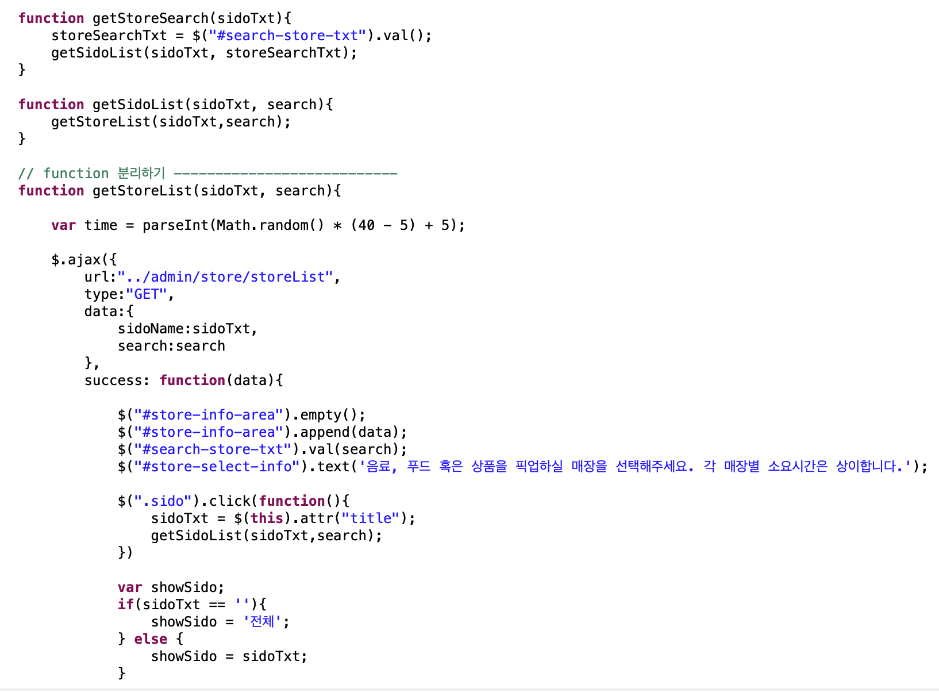 function getStoreSearch(sidoTxt){
    storeSearchTxt = $("#search-store-txt").val();
    getSidoList(sidoTxt, storeSearchTxt);
}
function getSidoList(sidoTxt, search){
    getStoreList(sidoTxt,search);
}
// function 분리하기 ---------------------------
function getStoreList(sidoTxt, search){
    var time = parseInt(Math.random() * (40 - 5) + 5);
    $.ajax({
        url:"../admin/store/storeList",
        type:"GET",
        data:{
            sidoName:sidoTxt,
            search:search
        },
        success: function(data){
            $("#store-info-area").empty();
            $("#store-info-area").append(data);
            $("#search-store-txt").val(search);
            $("#store-select-info").text('음료, 푸드 혹은 상품을 픽업하실 매장을 선택해주세요. 각 매장별 소요시간은 상이합니다.');
            $(".sido").click(function(){
                sidoTxt = $(this).attr("title");
                getSidoList(sidoTxt,search);
            })
            var showSido;
            if(sidoTxt == ''){
                showSido = '전체';
            } else {
                showSido = sidoTxt;
            }